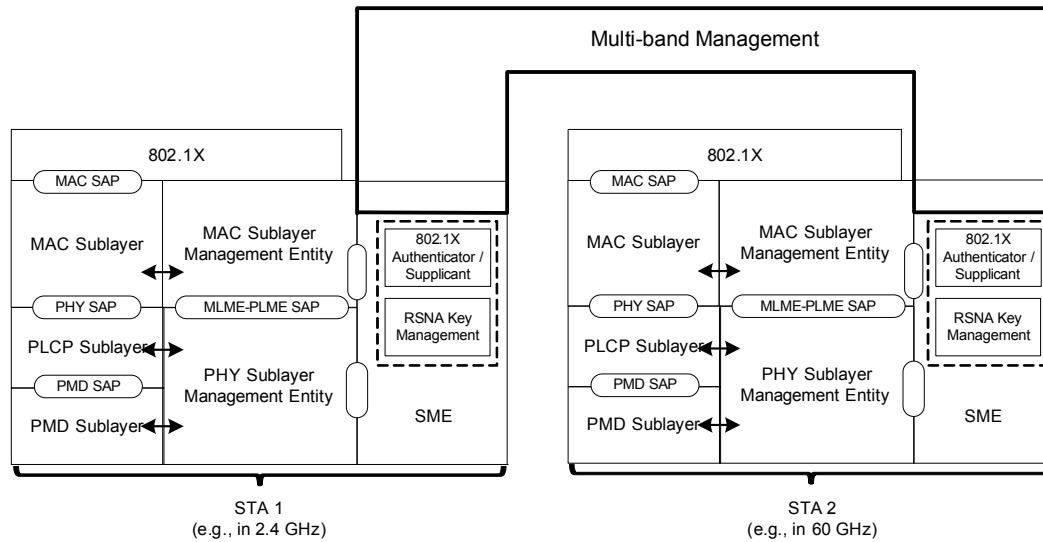 Multi-band Management
802.1X
MAC SAP
MAC Sublayer
MAC Sublayer
Management Entity
802.1X
Authenticator /
Supplicant
PHY SAP
MLME-PLME SAP
RSNA Key
Management
PLCP Sublayer
PHY Sublayer
Management Entity
PMD SAP
PMD Sublayer
SME
STA 1
(e.g., in 2.4 GHz)
802.1X
MAC SAP
MAC Sublayer
MAC Sublayer
Management Entity
802.1X
Authenticator /
Supplicant
PHY SAP
MLME-PLME SAP
RSNA Key
Management
PLCP Sublayer
PHY Sublayer
Management Entity
PMD SAP
PMD Sublayer
SME
STA 2
(e.g., in 60 GHz)